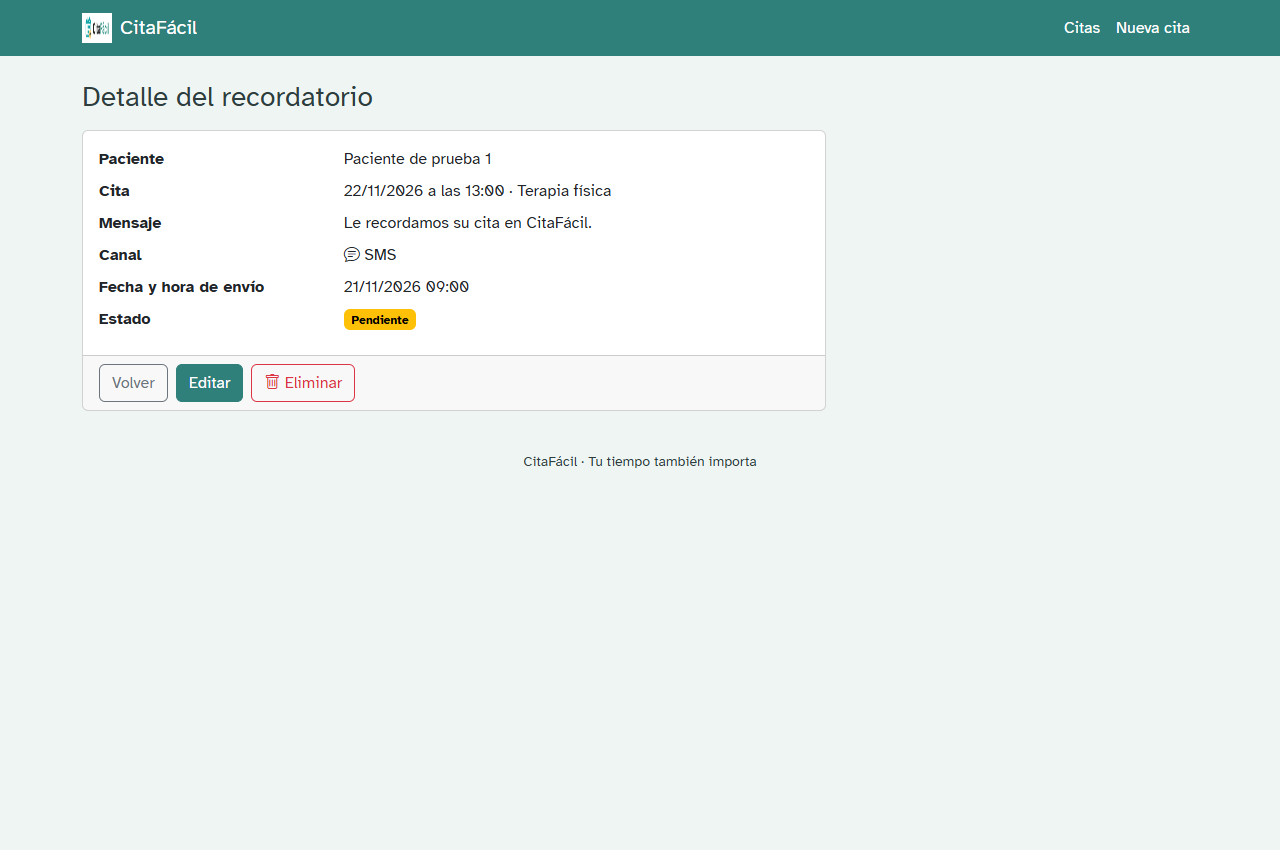 CitaFácil
Citas
Nueva cita
Detalle del recordatorio
Paciente
Paciente de prueba 1
Cita
22/11/2026 a las 13:00 · Terapia física
Mensaje
Le recordamos su cita en CitaFácil.
Canal
SMS
Fecha y hora de envío
21/11/2026 09:00
Estado
Pendiente
Volver
Editar
Eliminar
CitaFácil · Tu tiempo también importa